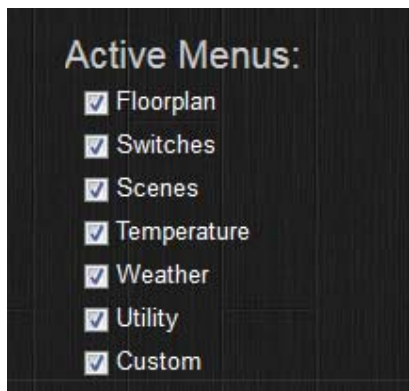 Active Menus:
Floorplan
Switches
Scenes
Temperature
Weather
Utility
Custom